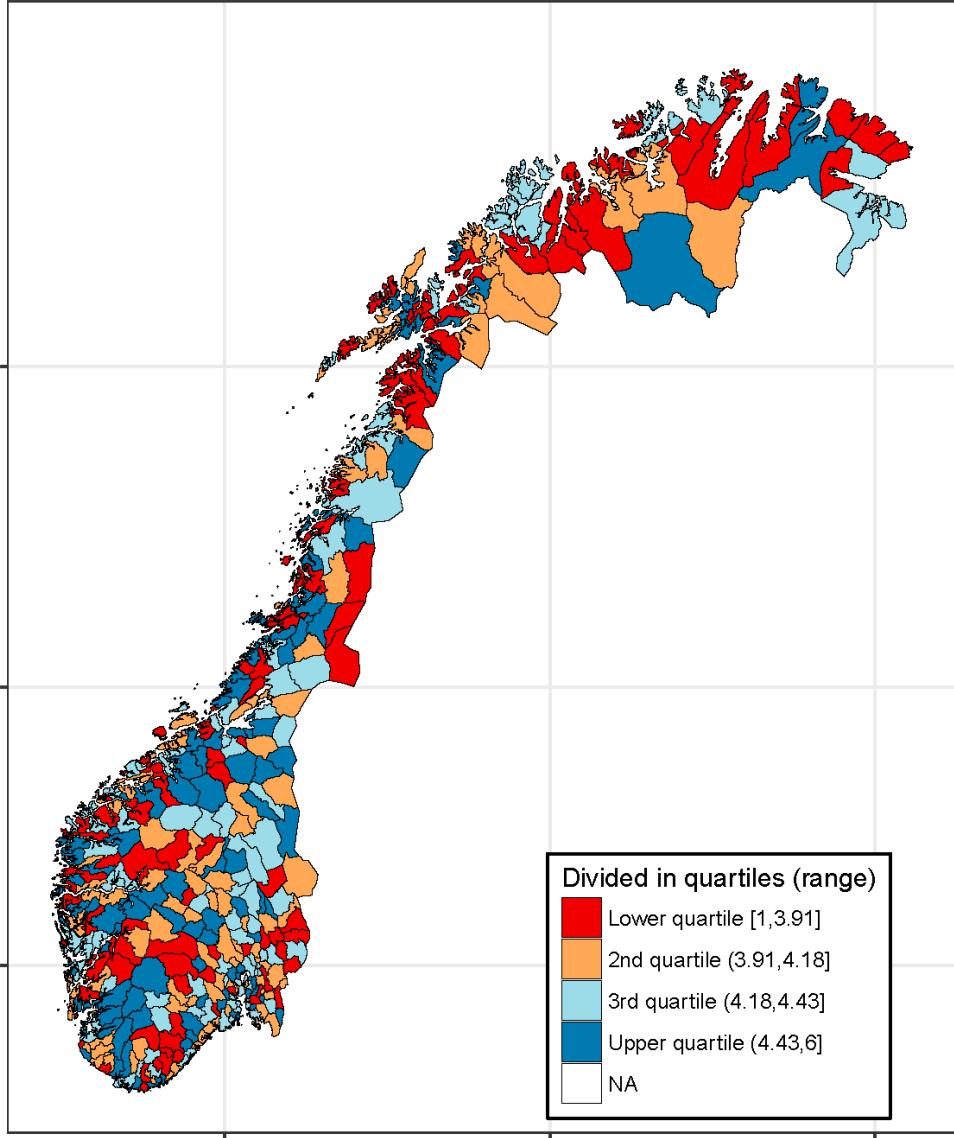 Divided in quartiles (range)
Lower quartile [1,3.91]
2nd quartile (3.91,4.18]
3rd quartile (4.18,4.43]
Upper quartile (4.43,6]
NA